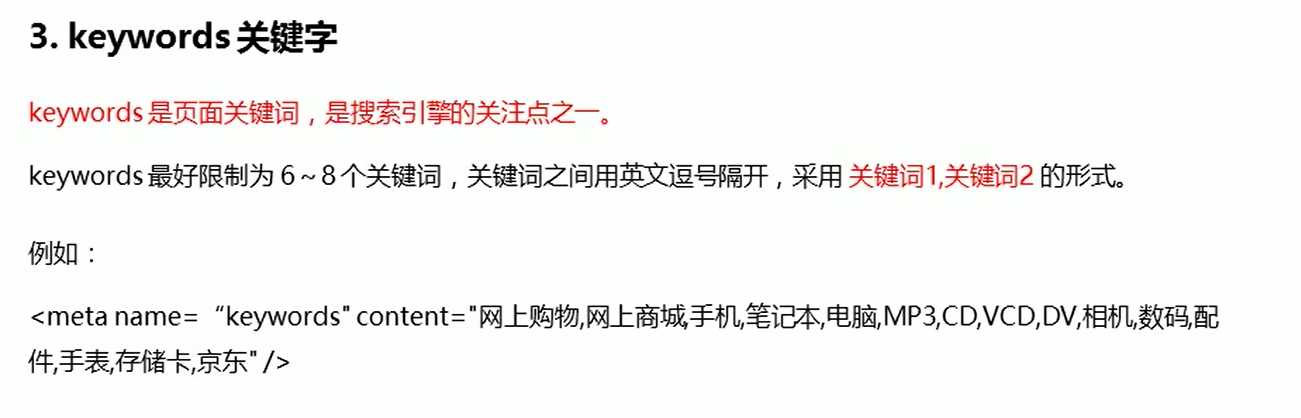 3. keywords 关键字
keywords 是页面关键词，是搜索引擎的关注点之一。
keywords 最好限制为 6～8 个关键词，关键词之间用英文逗号隔开，采用 关键词1,关键词2 的形式。
例如：
<meta name= “keywords" content="网上购物,网上商城,手机,笔记本,电脑,MP3,CD,VCD,DV,相机,数码,配
件,手表,存储卡,京东" />